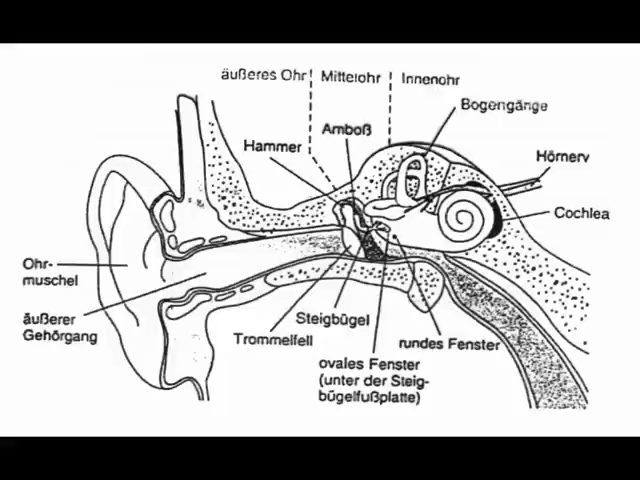 äußeres Ohr
Mittelohr
Innenohr
Bogengänge
Amboß
Hammer
Hörnerv
Cochlea
Ohr-
muschel
äußerer
Gehörgang
Steigbügel
Trommelfell
rundes Fenster
ovales Fenster
(unter der Steig-
bügelfußplatte)